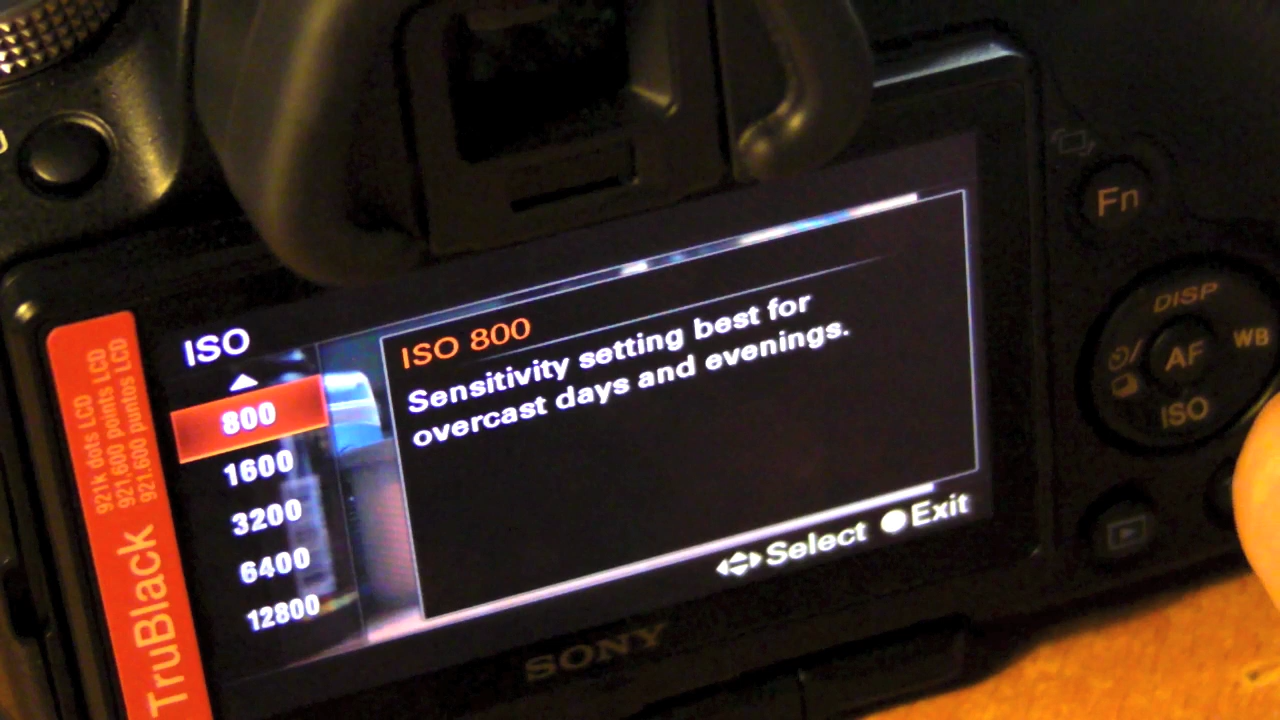 ISO
800
1600
3200
6400
12800
ISO 800
Sensitivity setting best for
overcast days and evenings.
Select Exit
TruBlack
921k dots LCD
921,600 points LCD
921,600 puntos LCD
SONY
Fn
DISP
WB
AF
ISO